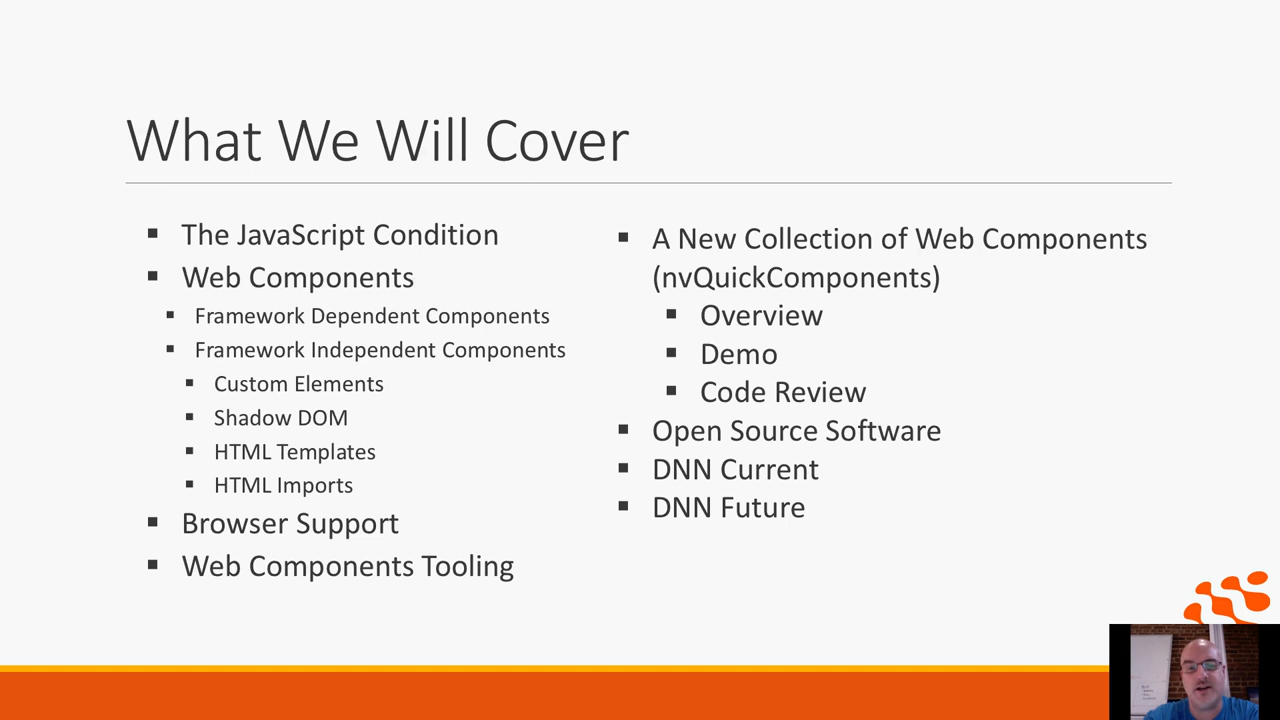 What We Will Cover
The JavaScript Condition
Web Components
Framework Dependent Components
Framework Independent Components
Custom Elements
Shadow DOM
HTML Templates
HTML Imports
Browser Support
Web Components Tooling
A New Collection of Web Components
(nvQuickComponents)
Overview
Demo
Code Review
Open Source Software
DNN Current
DNN Future